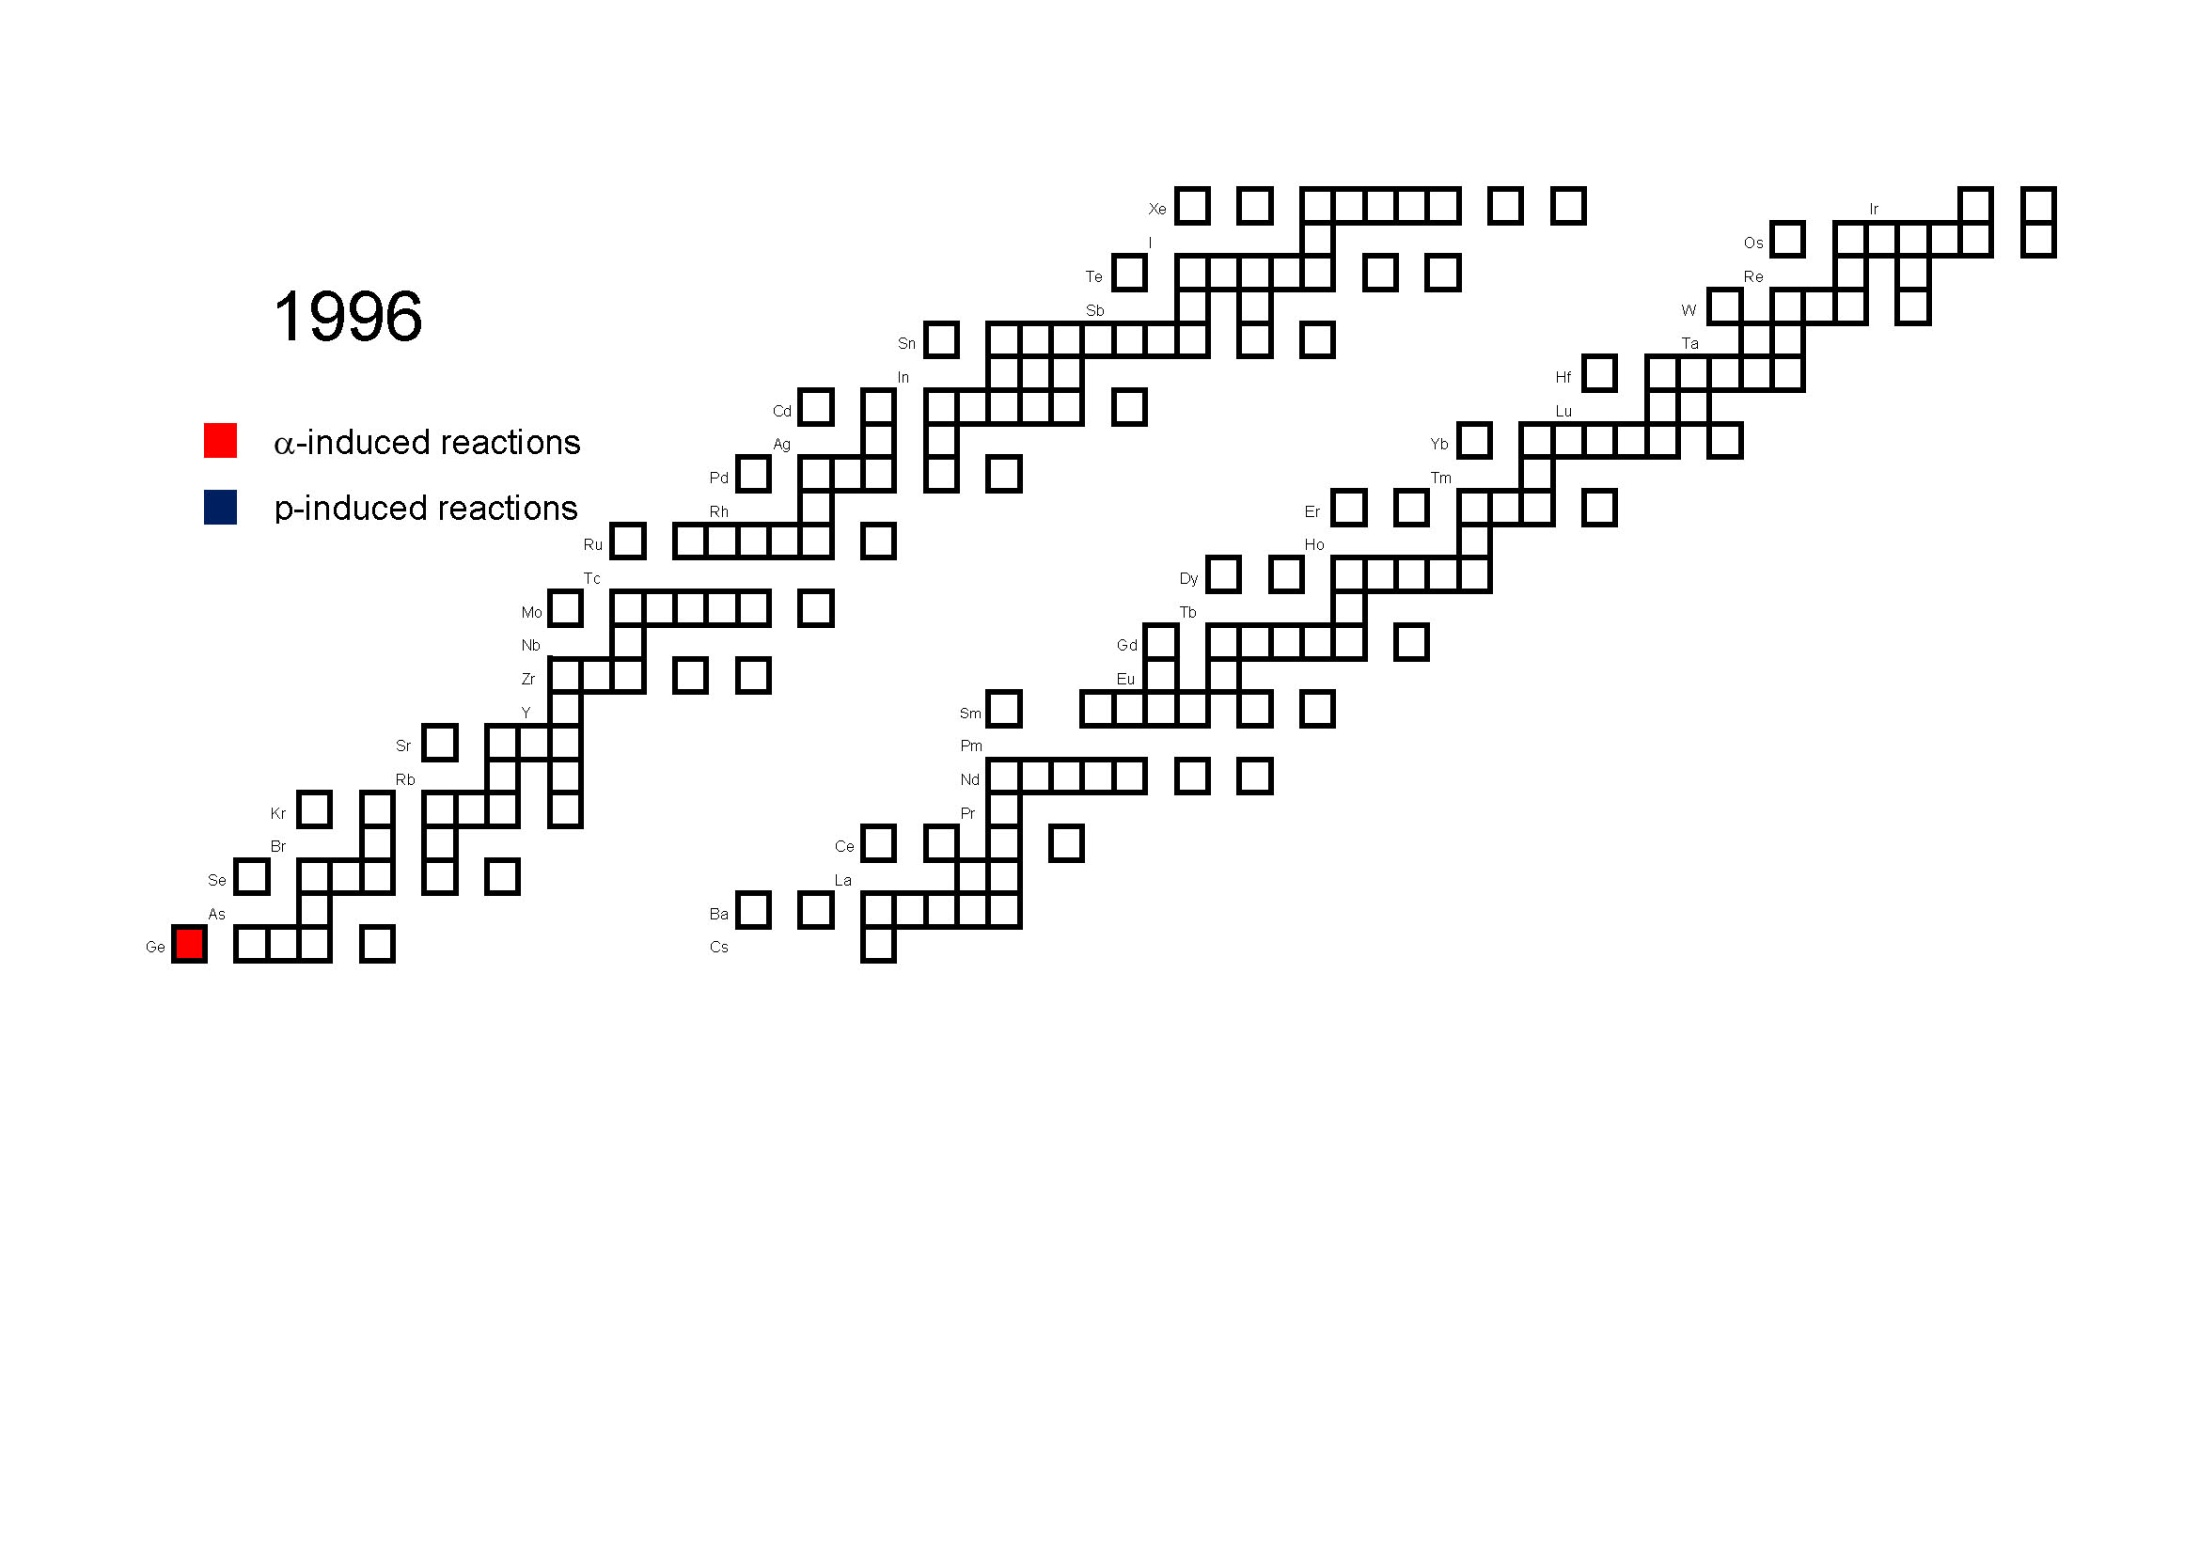 Xe
Ir
I
Os
Te
Re
1996
Sb
W
Sn
Ta
In
Hf
Cd
Lu
α-induced reactions
Ag
Yb
Pd
Tm
p-induced reactions
Rh
Er
Ru
Ho
Tc
Dy
Mo
Tb
Nb
Gd
Zr
Eu
Y
Sm
Sr
Pm
Rb
Nd
Kr
Pr
Br
Ce
Se
La
As
Ba
Ge
Cs